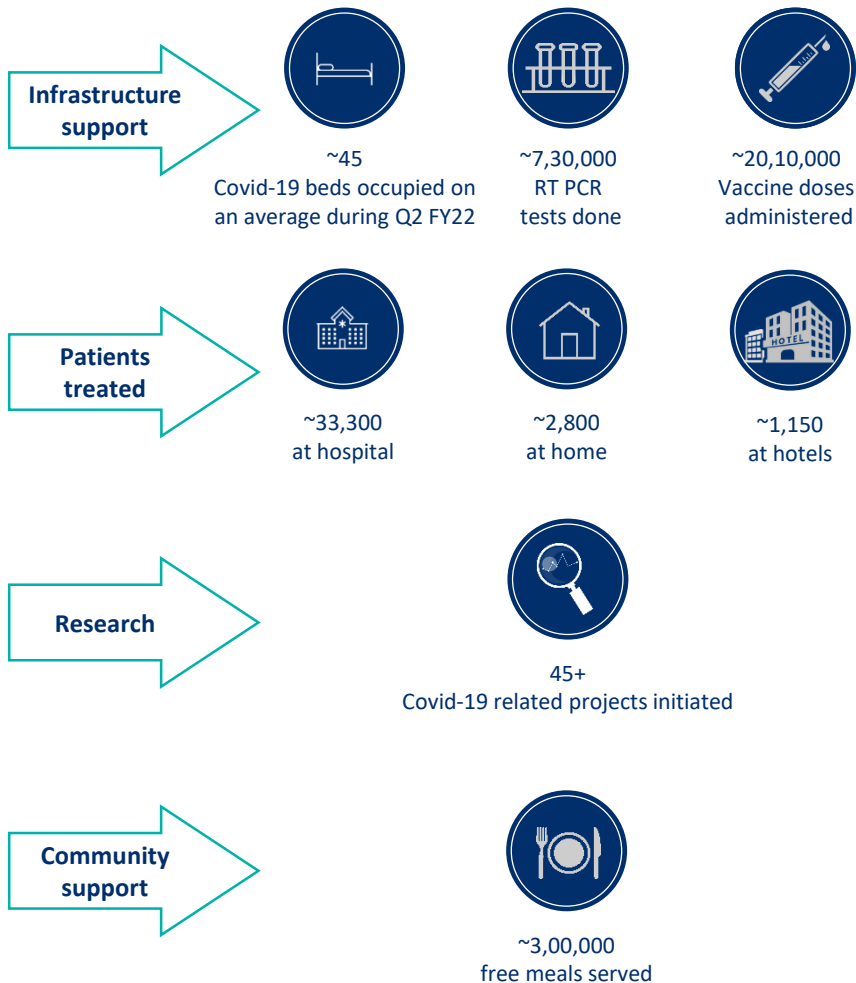 Infrastructure
support
~45
Covid-19 beds occupied on
an average during Q2 FY22
~7,30,000
RT PCR
tests done
~20,10,000
Vaccine doses
administered
Patients
treated
HOTEL
~33,300
at hospital
~2,800
at home
~1,150
at hotels
Research
45+
Covid-19 related projects initiated
Community
support
~3,00,000
free meals served